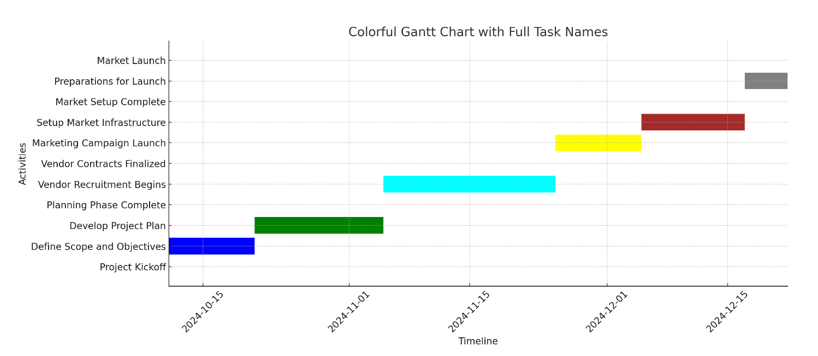 Colorful Gantt Chart with Full Task Names
Market Launch
Preparations for Launch
Market Setup Complete
Setup Market Infrastructure
Marketing Campaign Launch
Vendor Contracts Finalized
Vendor Recruitment Begins
Planning Phase Complete
Develop Project Plan
Define Scope and Objectives
Project Kickoff
Activities
2024-10-15
2024-11-01
2024-11-15
2024-12-01
2024-12-15
Timeline